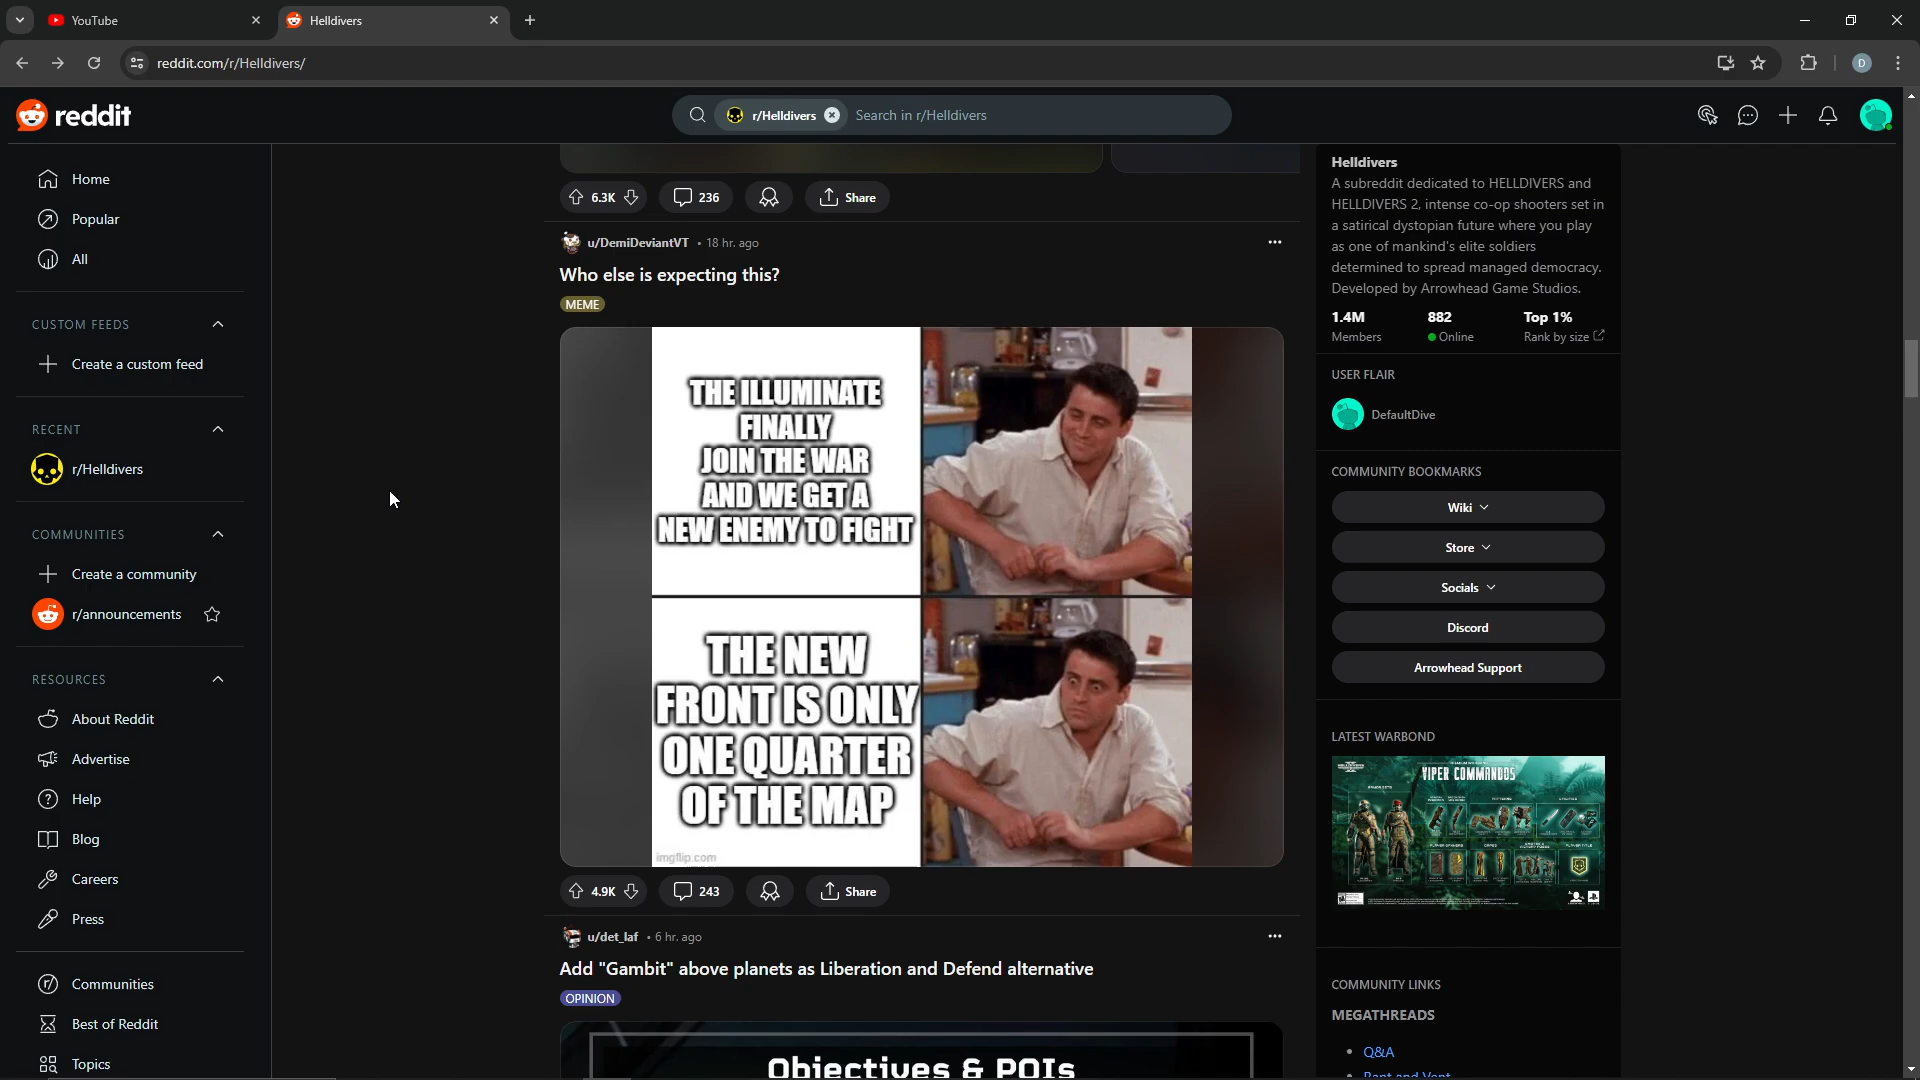 YouTube
Helldivers
reddit.com/r/Helldivers/
D
reddit
r/Helldivers
Search in r/Helldivers
Home
Popular
All
CUSTOM FEEDS
Create a custom feed
RECENT
r/Helldivers
COMMUNITIES
Create a community
r/announcements
RESOURCES
About Reddit
Advertise
Help
Blog
Careers
Press
Communities
Best of Reddit
Topics
6.3K
236
Share
u/DemiDeviantVT • 18 hr. ago
Who else is expecting this?
MEME
THE ILLUMINATE
FINALLY
JOIN THE WAR
AND WE GET A
NEW ENEMY TO FIGHT
THE NEW
FRONT IS ONLY
ONE QUARTER
OF THE MAP
imgflip.com
4.9K
243
Share
u/det_laf • 6 hr. ago
Add "Gambit" above planets as Liberation and Defend alternative
OPINION
Objectives & POIs
Helldivers
A subreddit dedicated to HELLDIVERS and
HELLDIVERS 2, intense co-op shooters set in
a satirical dystopian future where you play
as one of mankind's elite soldiers
determined to spread managed democracy.
Developed by Arrowhead Game Studios.
1.4M
882
Top 1%
Members
Online
Rank by size
USER FLAIR
DefaultDive
COMMUNITY BOOKMARKS
Wiki
Store
Socials
Discord
Arrowhead Support
LATEST WARBOND
VIPER COMMANDOS
COMMUNITY LINKS
MEGATHREADS
Q&A
Rant and Vent